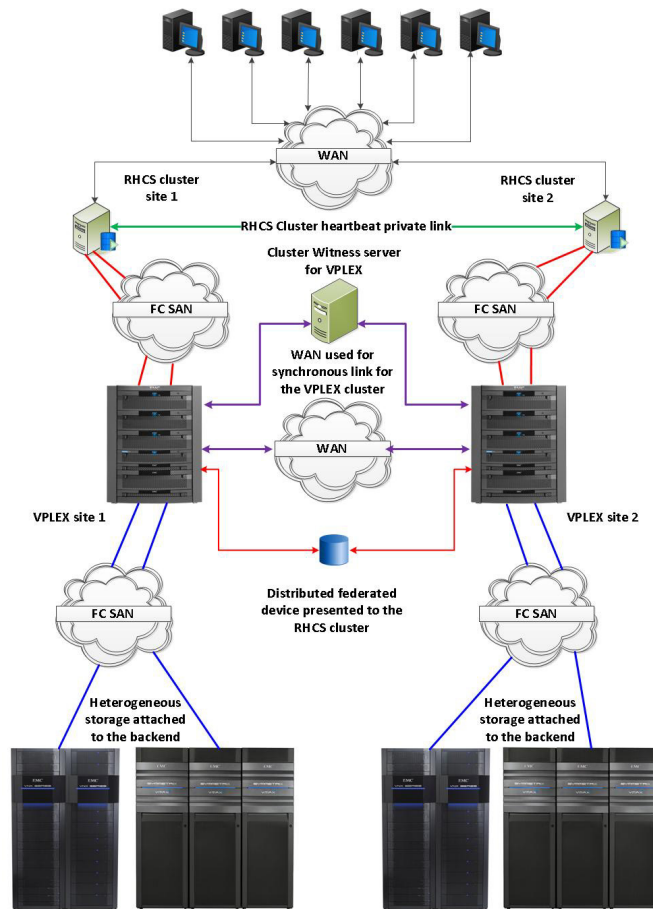 WAN
RHCS cluster
site 1
RHCS cluster
site 2
RHCS Cluster heartbeat private link
Cluster Witness server
for VPLEX
FC SAN
FC SAN
WAN used for
synchronous link for
the VPLEX cluster
WAN
VPLEX site 1
VPLEX site 2
Distributed federated
device presented to the
RHCS cluster
FC SAN
FC SAN
Heterogeneous
storage attached
to the backend
Heterogeneous
storage attached
to the backend